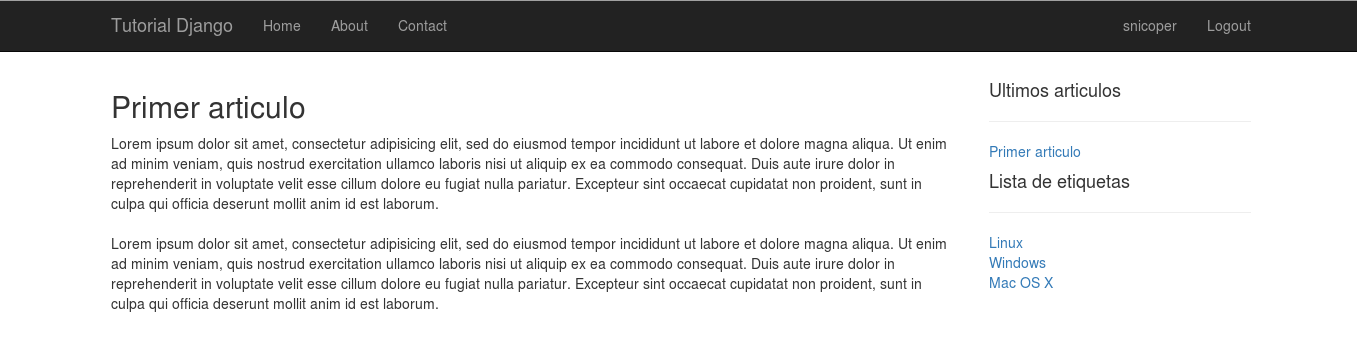 Tutorial Django Home About Contact snicoper Logout
Primer articulo
Lorem ipsum dolor sit amet, consectetur adipisicing elit, sed do eiusmod tempor incididunt ut labore et dolore magna aliqua. Ut enim
ad minim veniam, quis nostrud exercitation ullamco laboris nisi ut aliquip ex ea commodo consequat. Duis aute irure dolor in
reprehenderit in voluptate velit esse cillum dolore eu fugiat nulla pariatur. Excepteur sint occaecat cupidatat non proident, sunt in
culpa qui officia deserunt mollit anim id est laborum.
Lorem ipsum dolor sit amet, consectetur adipisicing elit, sed do eiusmod tempor incididunt ut labore et dolore magna aliqua. Ut enim
ad minim veniam, quis nostrud exercitation ullamco laboris nisi ut aliquip ex ea commodo consequat. Duis aute irure dolor in
reprehenderit in voluptate velit esse cillum dolore eu fugiat nulla pariatur. Excepteur sint occaecat cupidatat non proident, sunt in
culpa qui officia deserunt mollit anim id est laborum.
Ultimos articulos
Primer articulo
Lista de etiquetas
Linux
Windows
Mac OS X